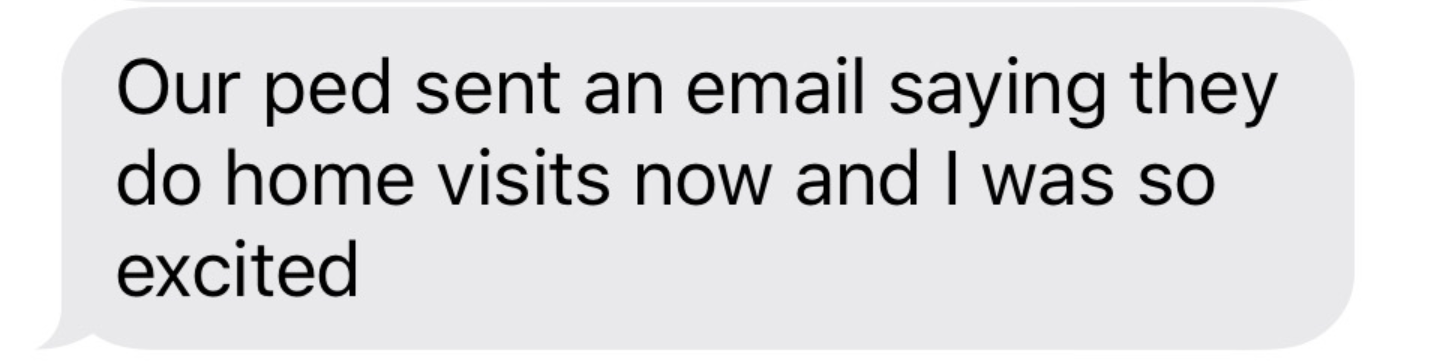 Our ped sent an email saying they
do home visits now and I was so
excited